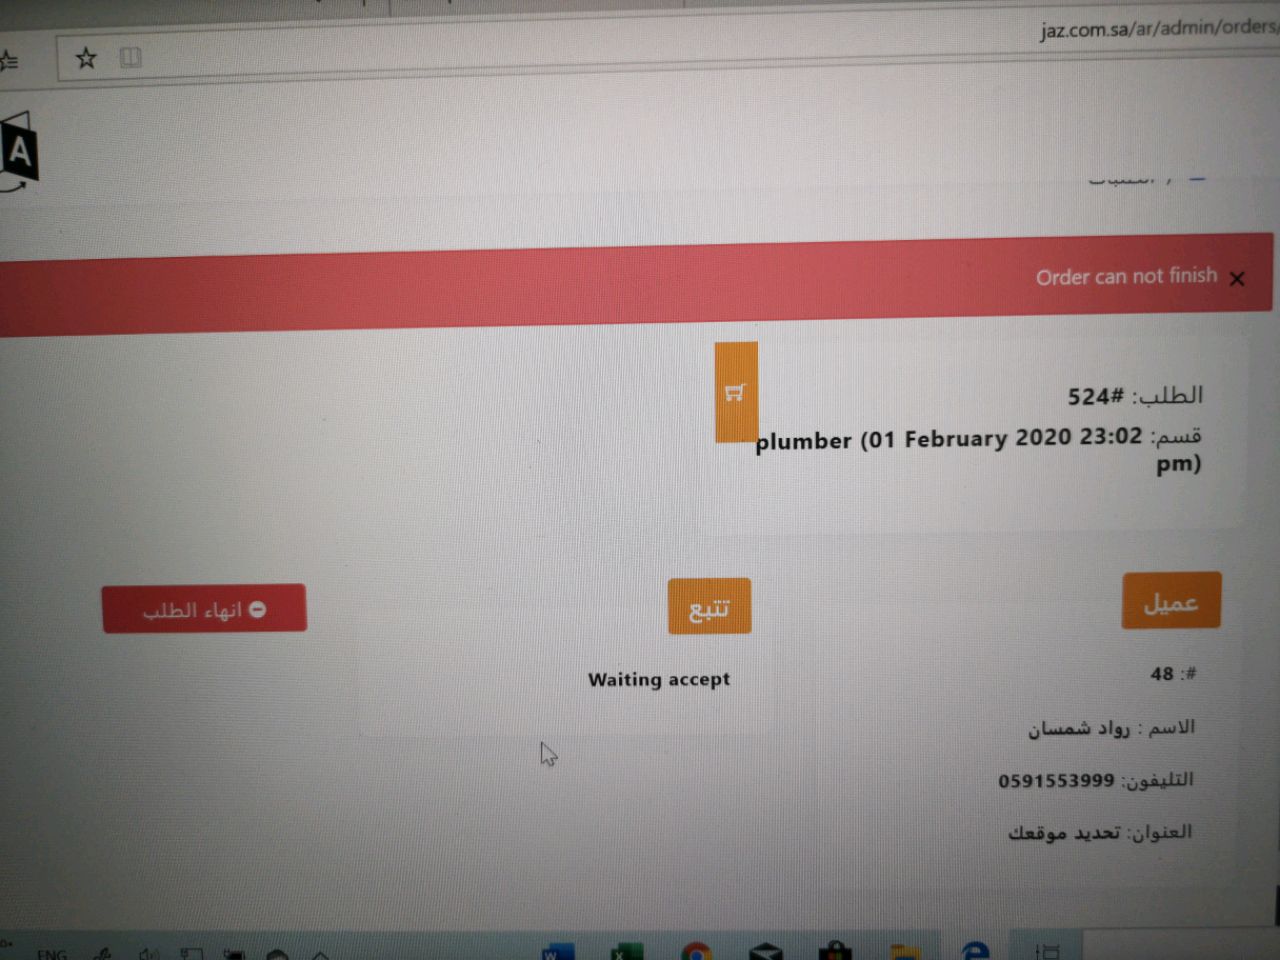 jaz.com.sa/ar/admin/orders/
A
Order can not finish ×
الطلب: #524
قسم: plumber (01 February 2020 23:02
pm)
عميل
تتبع
انهاء الطلب
#: 48
Waiting accept
الاسم : رواد شمسان
التليفون: 0591553999
العنوان: تحديد موقعك
ENG